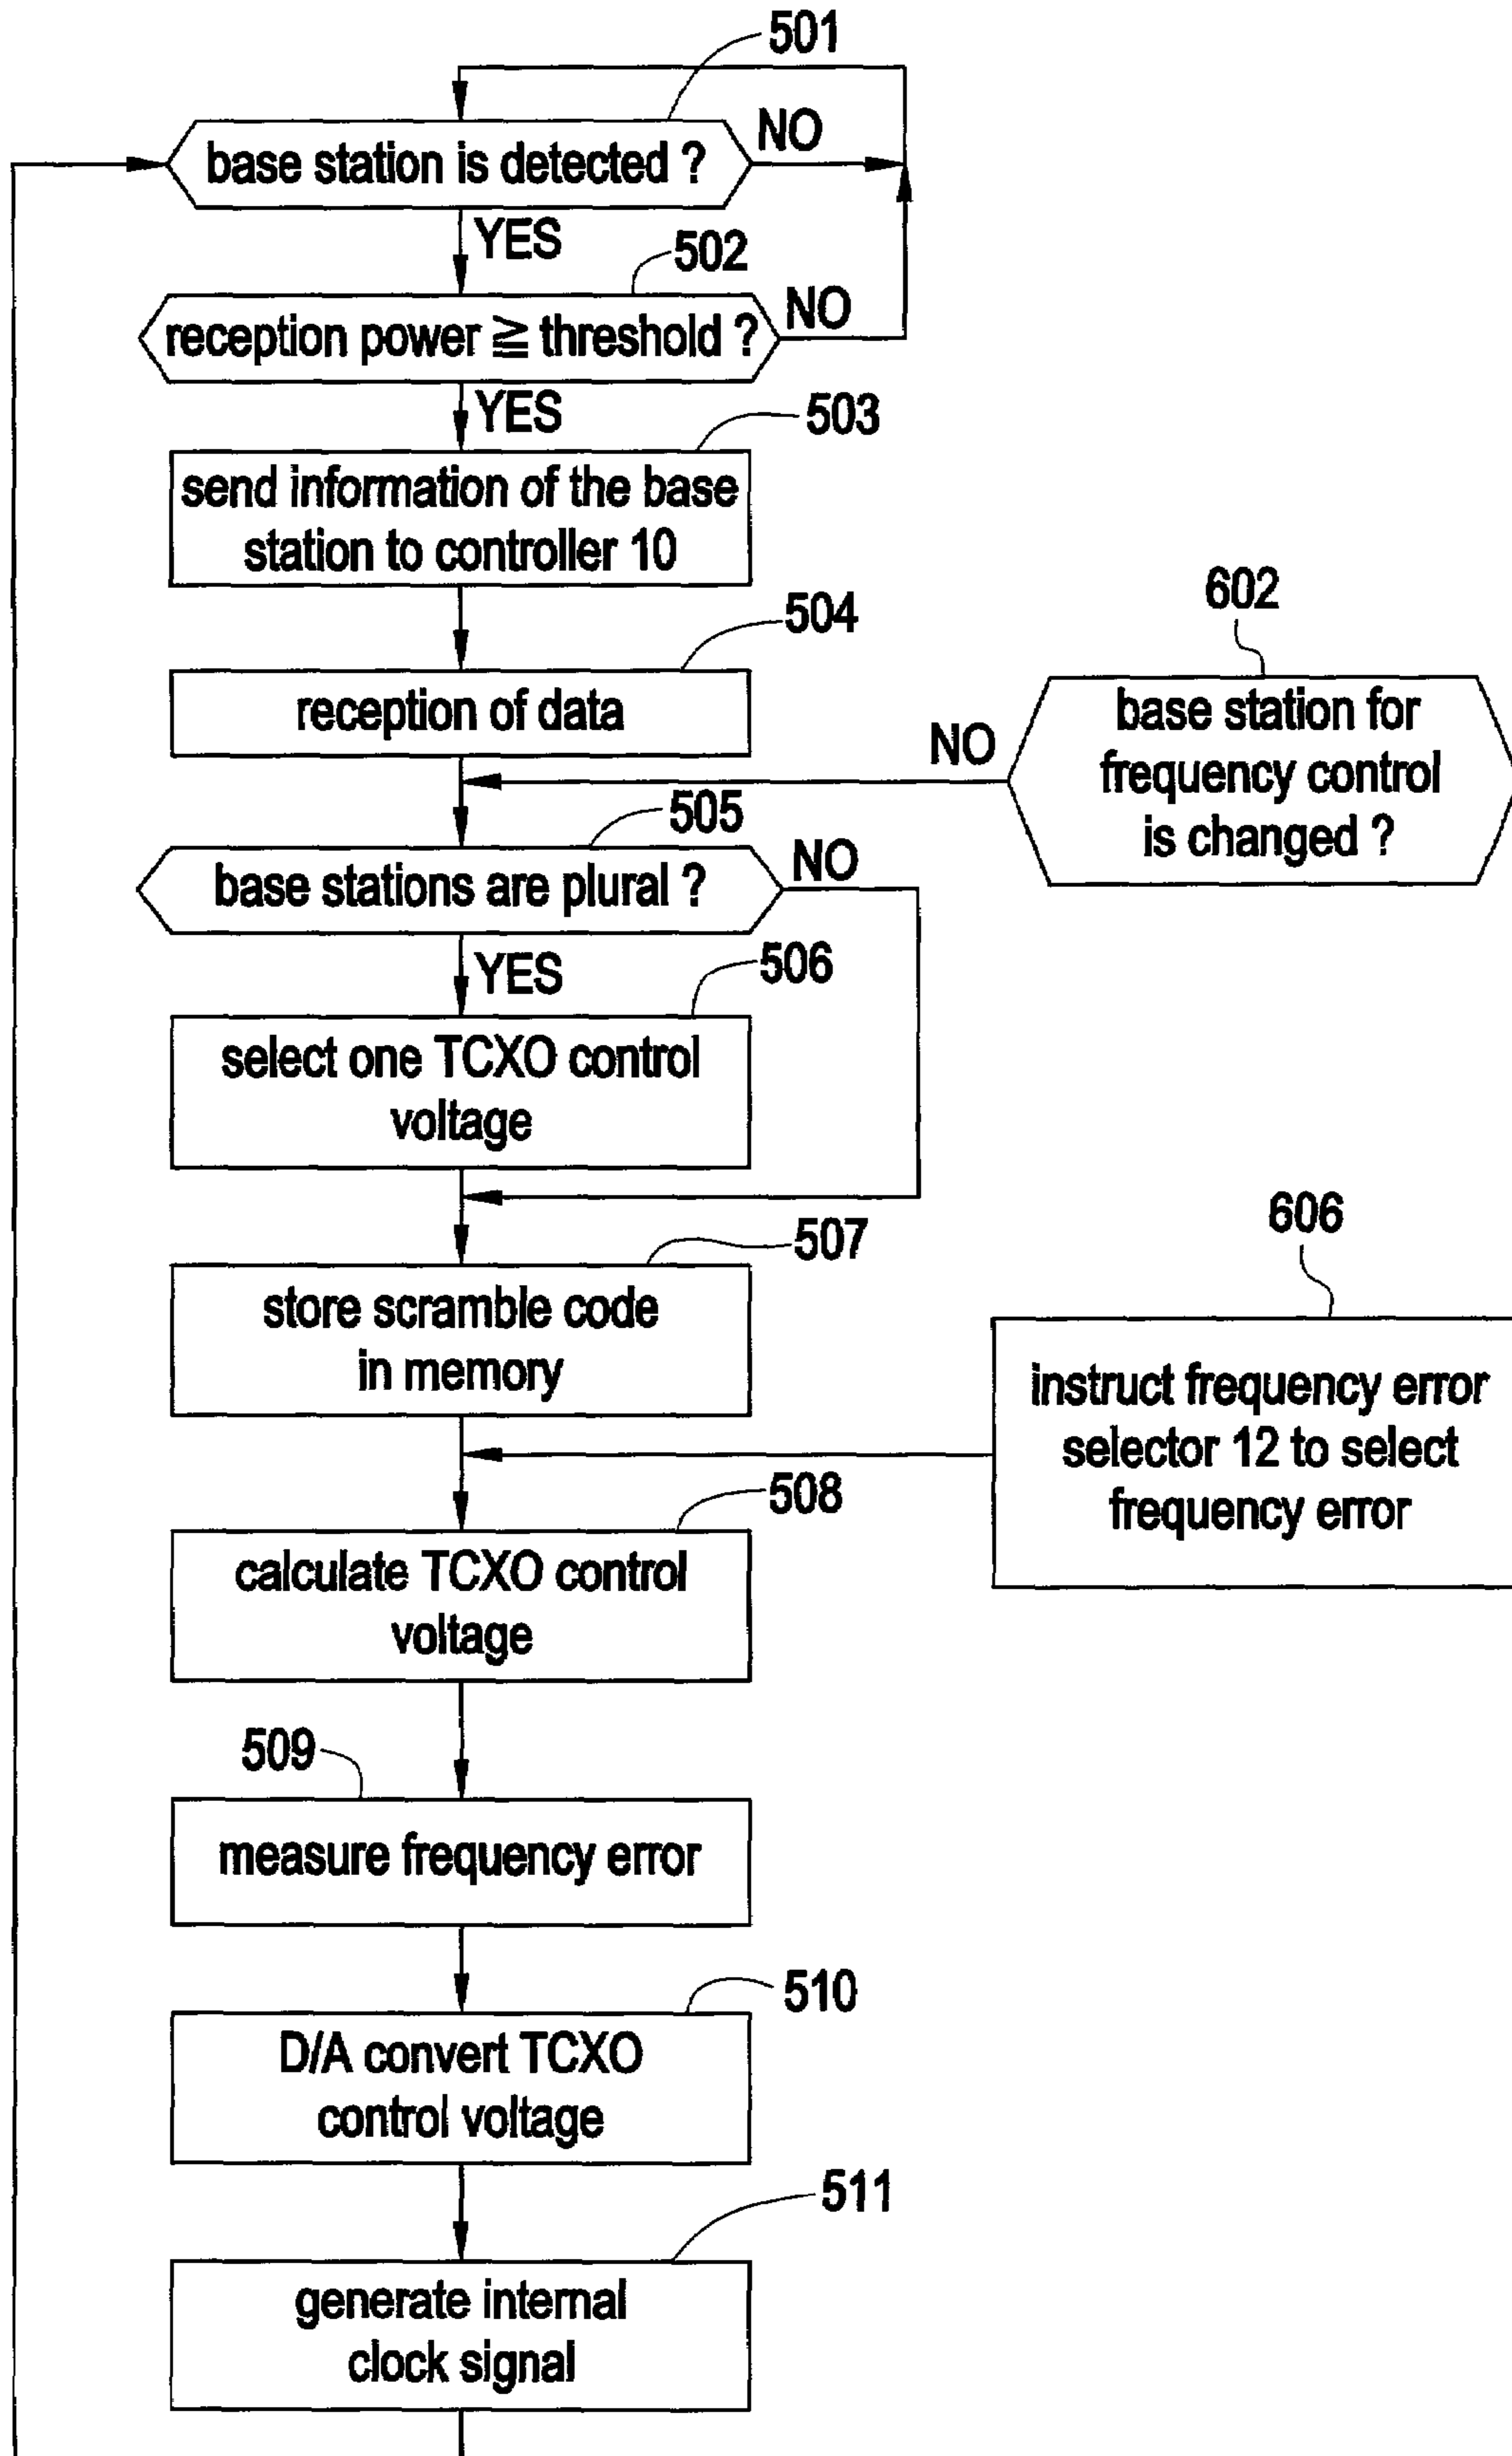 501
base station is detected ?
NO
YES
502
reception power ≧ threshold ?
NO
YES
503
send information of the base
station to controller 10
504
reception of data
602
base station for
frequency control
is changed ?
NO
505
base stations are plural ?
NO
YES
506
select one TCXO control
voltage
507
store scramble code
in memory
606
instruct frequency error
selector 12 to select
frequency error
508
calculate TCXO control
voltage
509
measure frequency error
510
D/A convert TCXO
control voltage
511
generate internal
clock signal